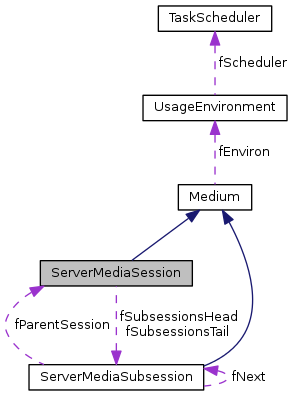 TaskScheduler
fScheduler
UsageEnvironment
fEnviron
Medium
ServerMediaSession
fParentSession
fSubsessionsHead
fSubsessionsTail
ServerMediaSubsession
fNext